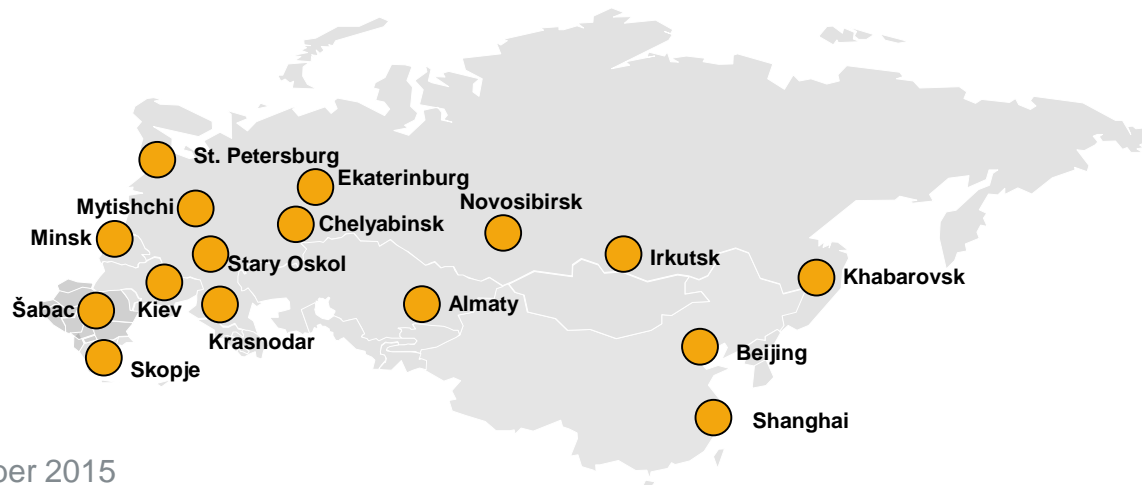 St. Petersburg
Ekaterinburg
Mytishchi
Novosibirsk
Chelyabinsk
Minsk
Stary Oskol
Irkutsk
Khabarovsk
Šabac
Kiev
Almaty
Krasnodar
Beijing
Skopje
Shanghai
2015